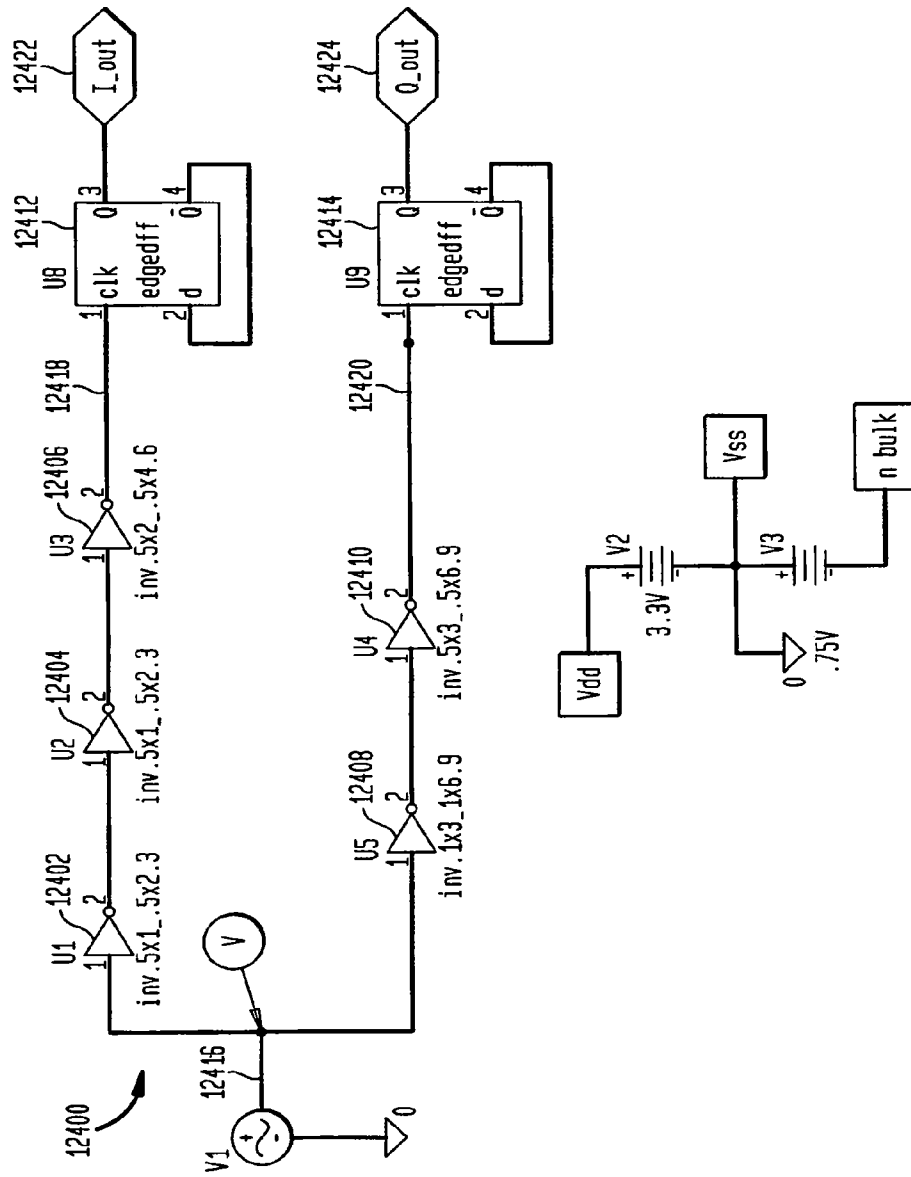 12400
V1
+
-
0
12416
V
U1
12402
1
2
inv.5x1_.5x2.3
U2
12404
1
2
inv.5x1_.5x2.3
U3
12406
1
2
inv.5x2_.5x4.6
12418
U8
12412
1
clk
Q
3
edgedff
2
d
Q̄
4
12422
I_out
U5
12408
1
2
inv.1x3_1x6.9
U4
12410
1
2
inv.5x3_.5x6.9
12420
U9
12414
1
clk
Q
3
edgedff
2
d
Q̄
4
12424
Q_out
Vdd
V2
+
-
3.3V
Vss
0
.75V
V3
+
-
n bulk